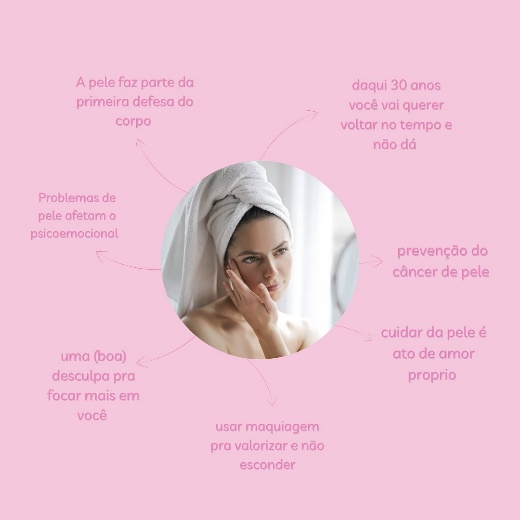 A pele faz parte da
primeira defesa do
corpo
daqui 30 anos
você vai querer
voltar no tempo e
não dá
Problemas de
pele afetam o
psicoemocional
prevenção do
câncer de pele
cuidar da pele é
ato de amor
proprio
uma (boa)
desculpa pra
focar mais em
você
usar maquiagem
pra valorizar e não
esconder